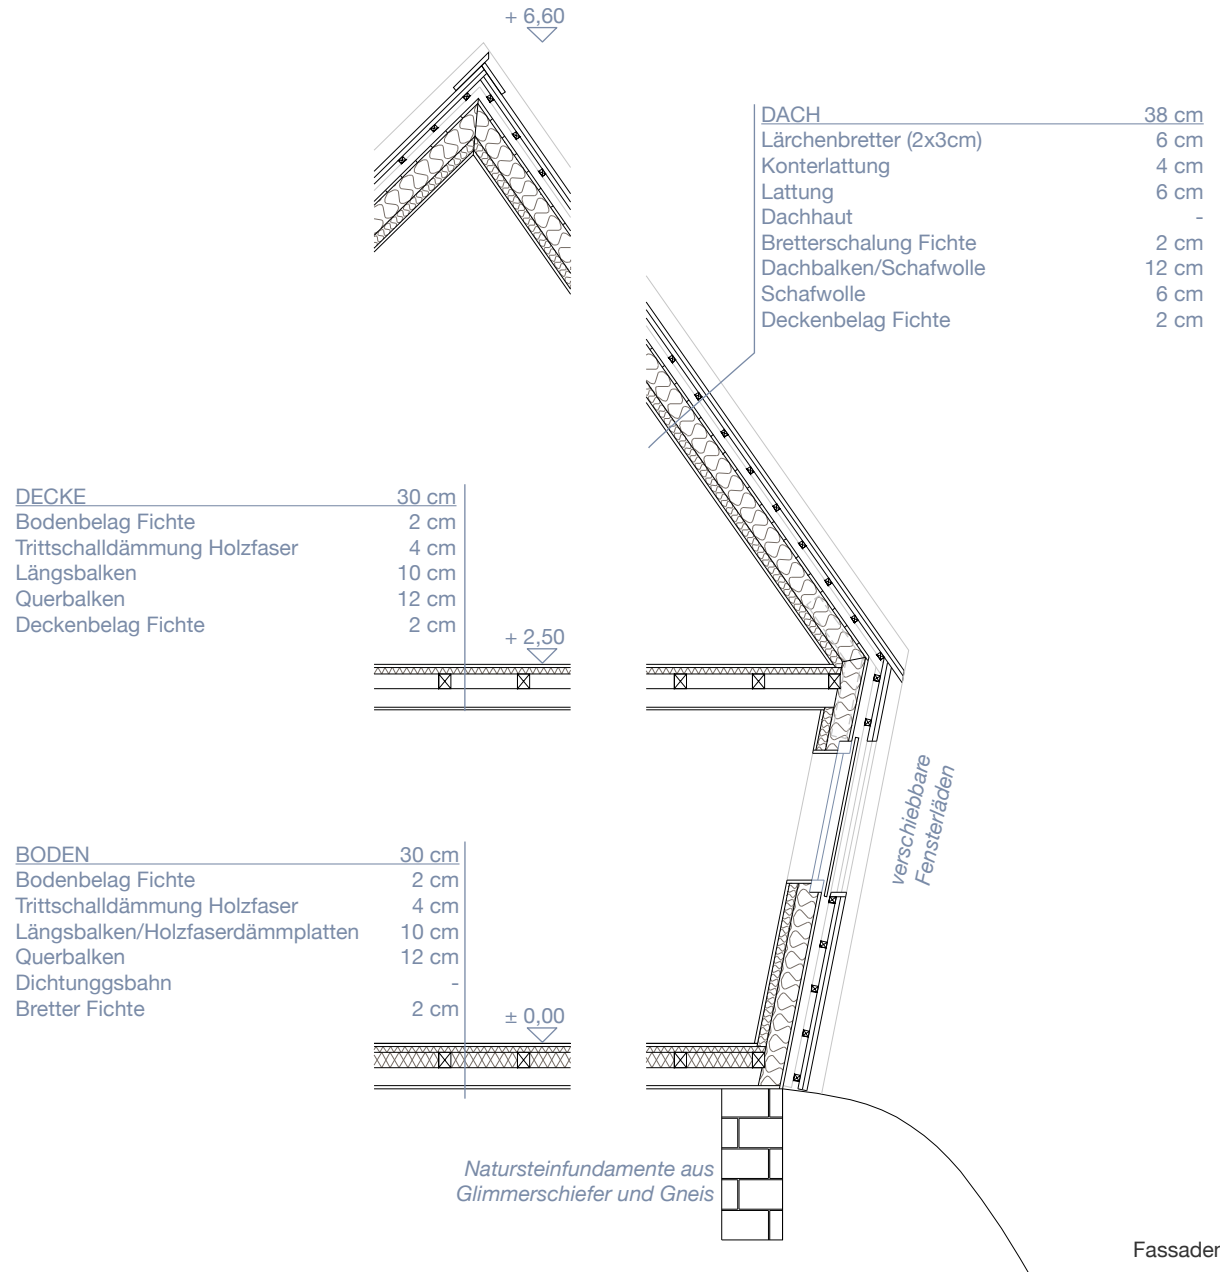 + 6,60
DACH 38 cm
Lärchenbretter (2x3cm) 6 cm
Konterlattung 4 cm
Lattung 6 cm
Dachhaut -
Bretterschalung Fichte 2 cm
Dachbalken/Schafwolle 12 cm
Schafwolle 6 cm
Deckenbelag Fichte 2 cm
DECKE 30 cm
Bodenbelag Fichte 2 cm
Trittschalldämmung Holzfaser 4 cm
Längsbalken 10 cm
Querbalken 12 cm
Deckenbelag Fichte 2 cm
+ 2,50
verschiebbare
Fensterläden
BODEN 30 cm
Bodenbelag Fichte 2 cm
Trittschalldämmung Holzfaser 4 cm
Längsbalken/Holzfaserdämmplatten 10 cm
Querbalken 12 cm
Dichtunggsbahn -
Bretter Fichte 2 cm
± 0,00
Natursteinfundamente aus
Glimmerschiefer und Gneis
Fassader